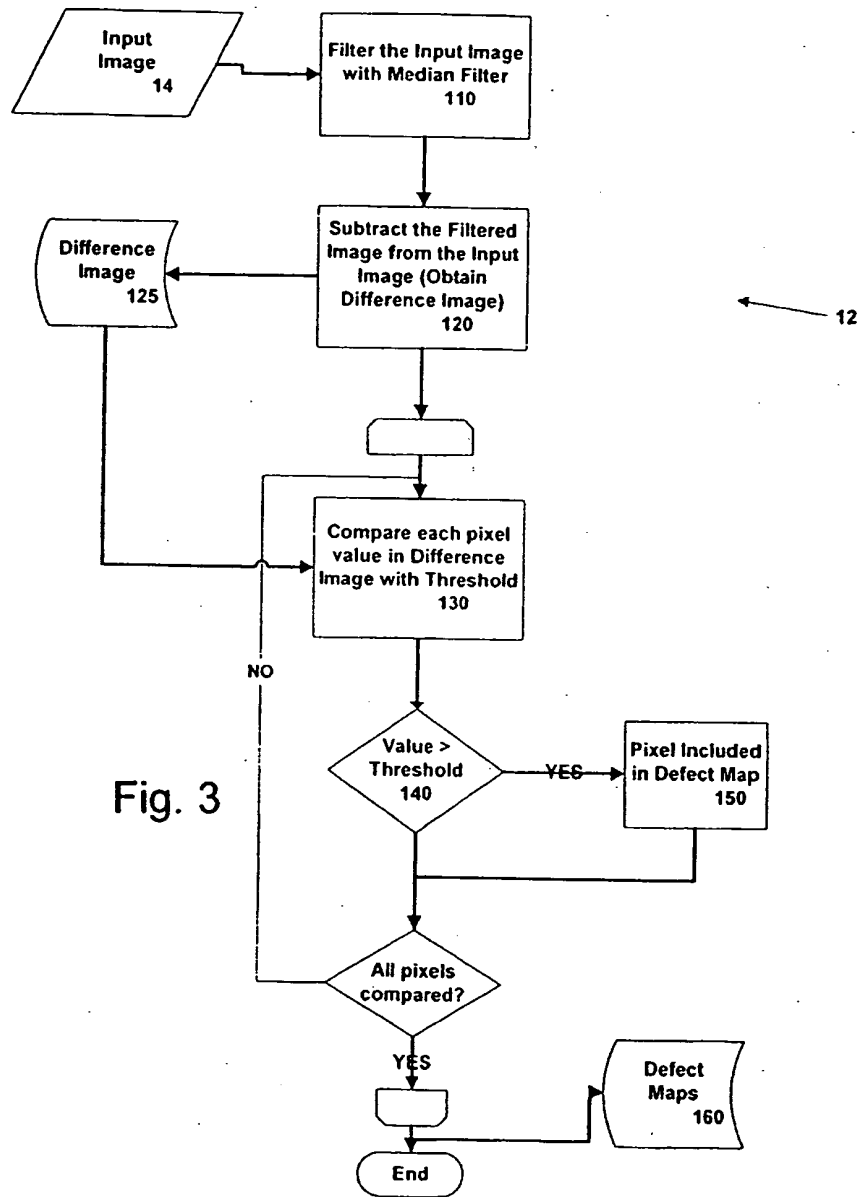 Input
Image
14
Filter the Input Image
with Median Filter
110
Difference
Image
125
Subtract the Filtered
Image from the Input
Image (Obtain
Difference Image)
120
12
Compare each pixel
value in Difference
Image with Threshold
130
NO
Value >
Threshold
140
YES
Pixel Included
in Defect Map
150
Fig. 3
All pixels
compared?
YES
Defect
Maps
160
End